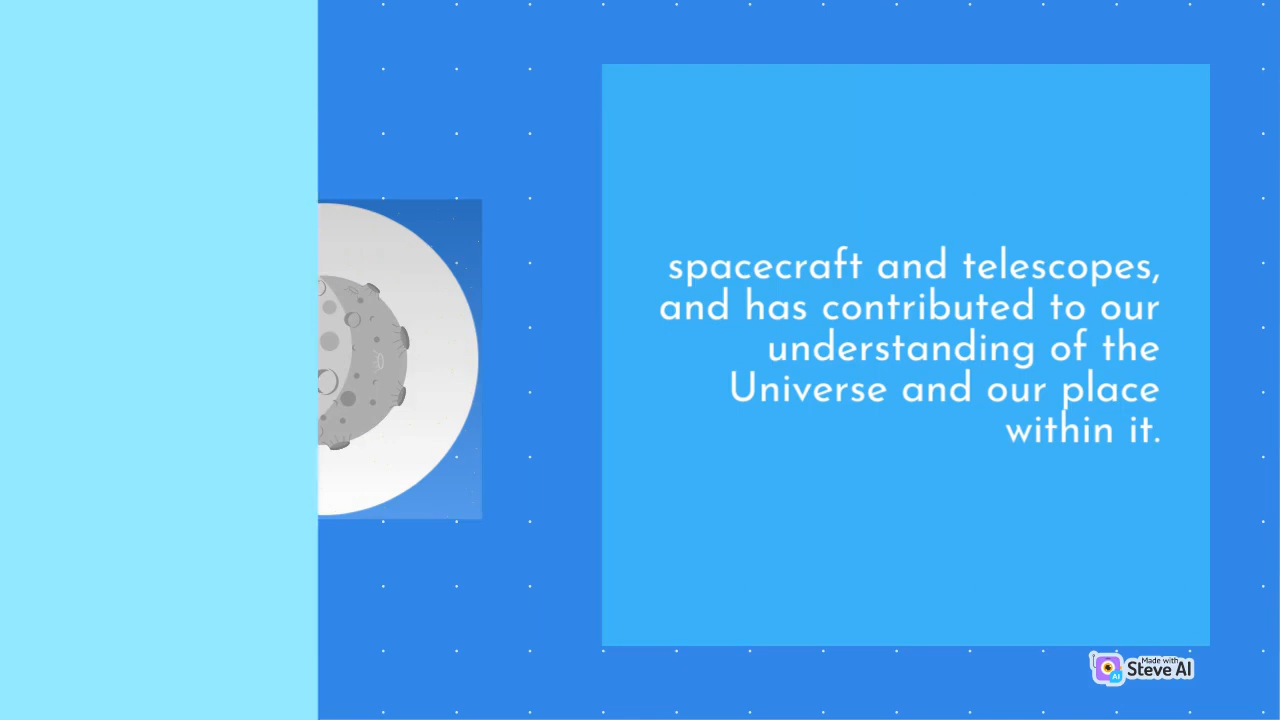 spacecraft and telescopes,
and has contributed to our
understanding of the
Universe and our place
within it.
Made with
Steve AI
AI